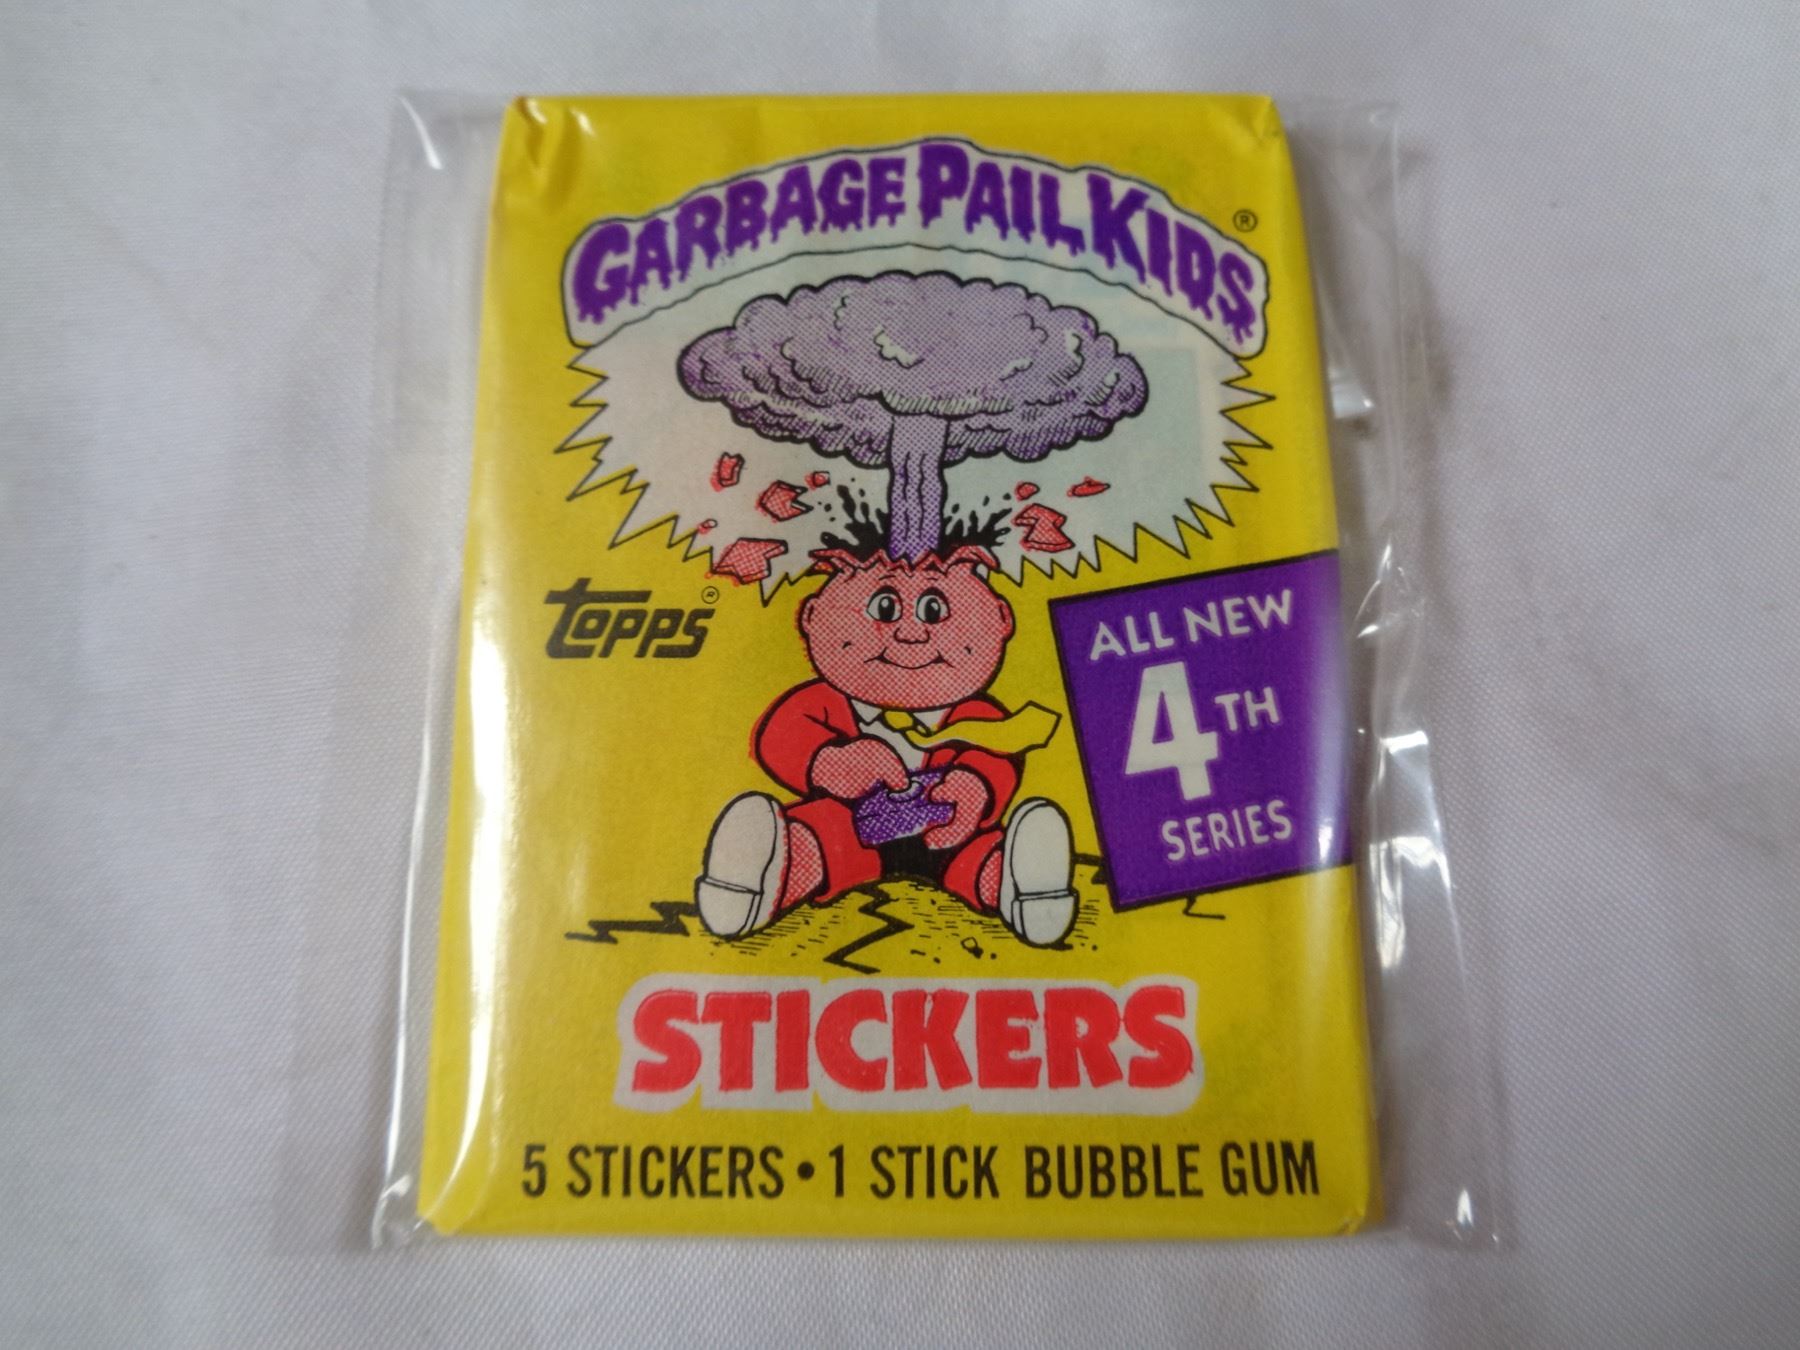 GARBAGE PAIL KIDS ®
TOPPS ®
ALL NEW
4TH
SERIES
STICKERS
5 STICKERS • 1 STICK BUBBLE GUM